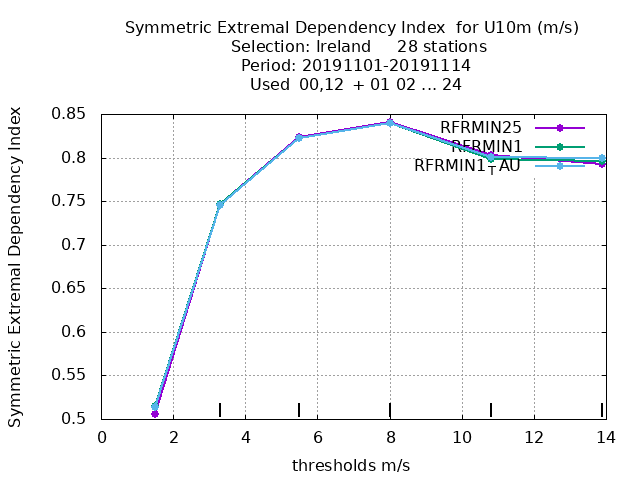 Symmetric Extremal Dependency Index for U10m (m/s)
Selection: Ireland 28 stations
Period: 20191101-20191114
Used 00,12 + 01 02 ... 24
Symmetric Extremal Dependency Index
0.85
0.8
0.75
0.7
0.65
0.6
0.55
0.5
RFRMIN25
RFRMIN1
RFRMIN1TAU
0 2 4 6 8 10 12 14
thresholds m/s